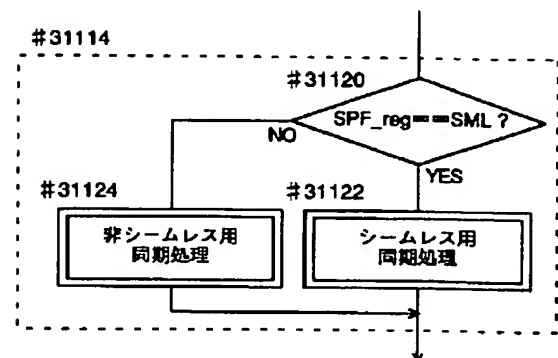 #31114
#31120
SPF_reg==SML?
NO
YES
#31124
#31122
非シームレス用
同期処理
シームレス用
同期処理